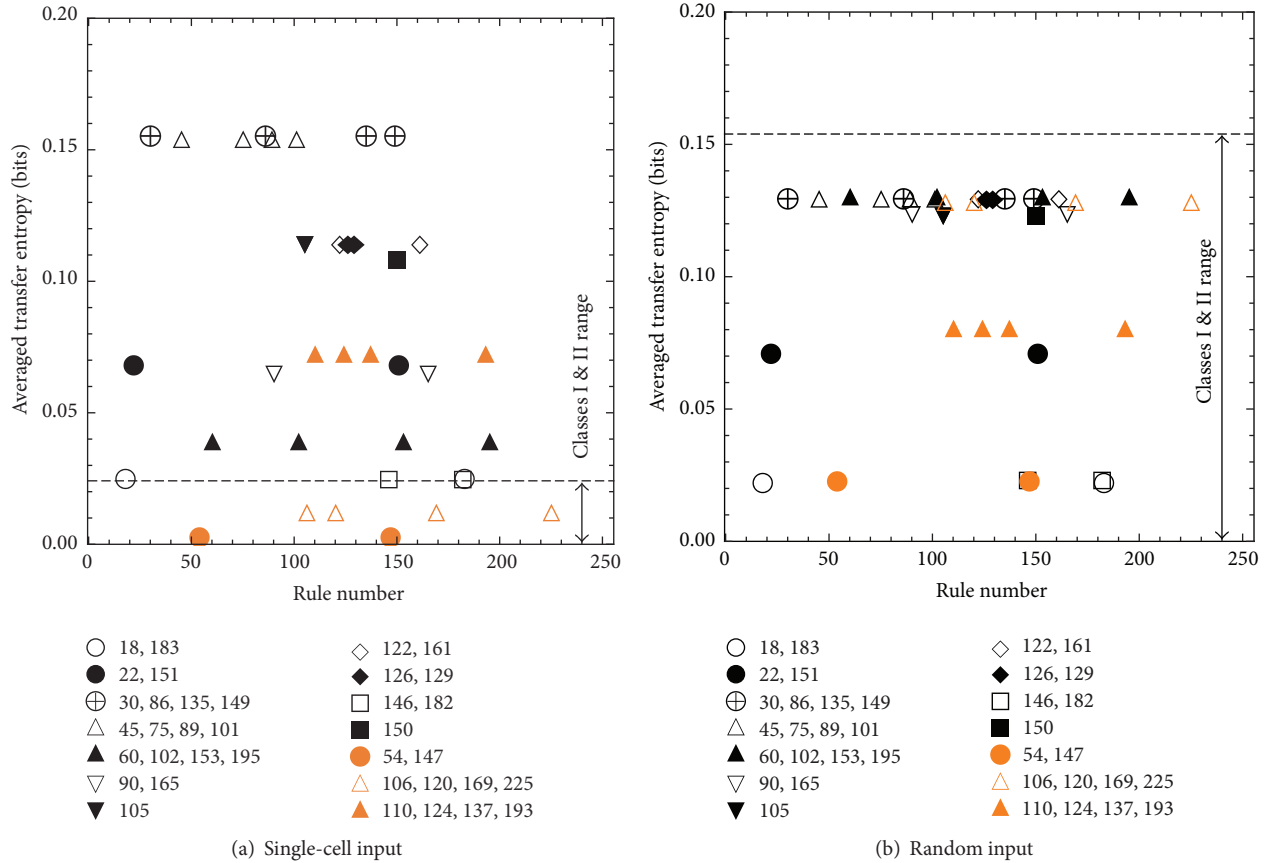 0.20
0.15
0.10
0.05
0.00
Averaged transfer entropy (bits)
Classes I & II range
0 50 100 150 200 250
Rule number
18, 183
22, 151
30, 86, 135, 149
45, 75, 89, 101
60, 102, 153, 195
90, 165
105
122, 161
126, 129
146, 182
150
54, 147
106, 120, 169, 225
110, 124, 137, 193
(a) Single-cell input
0.20
0.15
0.10
0.05
0.00
Averaged transfer entropy (bits)
Classes I & II range
0 50 100 150 200 250
Rule number
18, 183
22, 151
30, 86, 135, 149
45, 75, 89, 101
60, 102, 153, 195
90, 165
105
122, 161
126, 129
146, 182
150
54, 147
106, 120, 169, 225
110, 124, 137, 193
(b) Random input